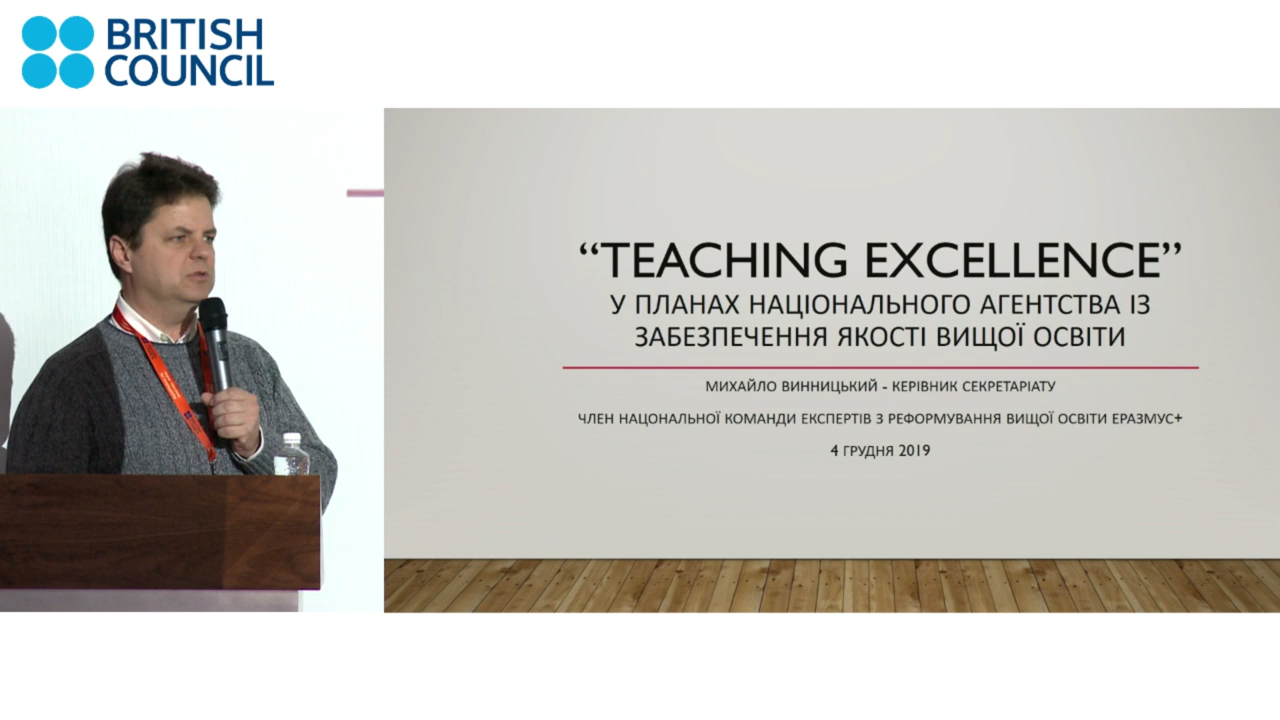 BRITISH
COUNCIL
“TEACHING EXCELLENCE”
У ПЛАНАХ НАЦІОНАЛЬНОГО АГЕНТСТВА ІЗ
ЗАБЕЗПЕЧЕННЯ ЯКОСТІ ВИЩОЇ ОСВІТИ
МИХАЙЛО ВИННИЦЬКИЙ - КЕРІВНИК СЕКРЕТАРІАТУ
ЧЛЕН НАЦОНАЛЬНОЇ КОМАНДИ ЕКСПЕРТІВ З РЕФОРМУВАННЯ ВИЩОЇ ОСВІТИ ЕРАЗМУС+
4 ГРУДНЯ 2019